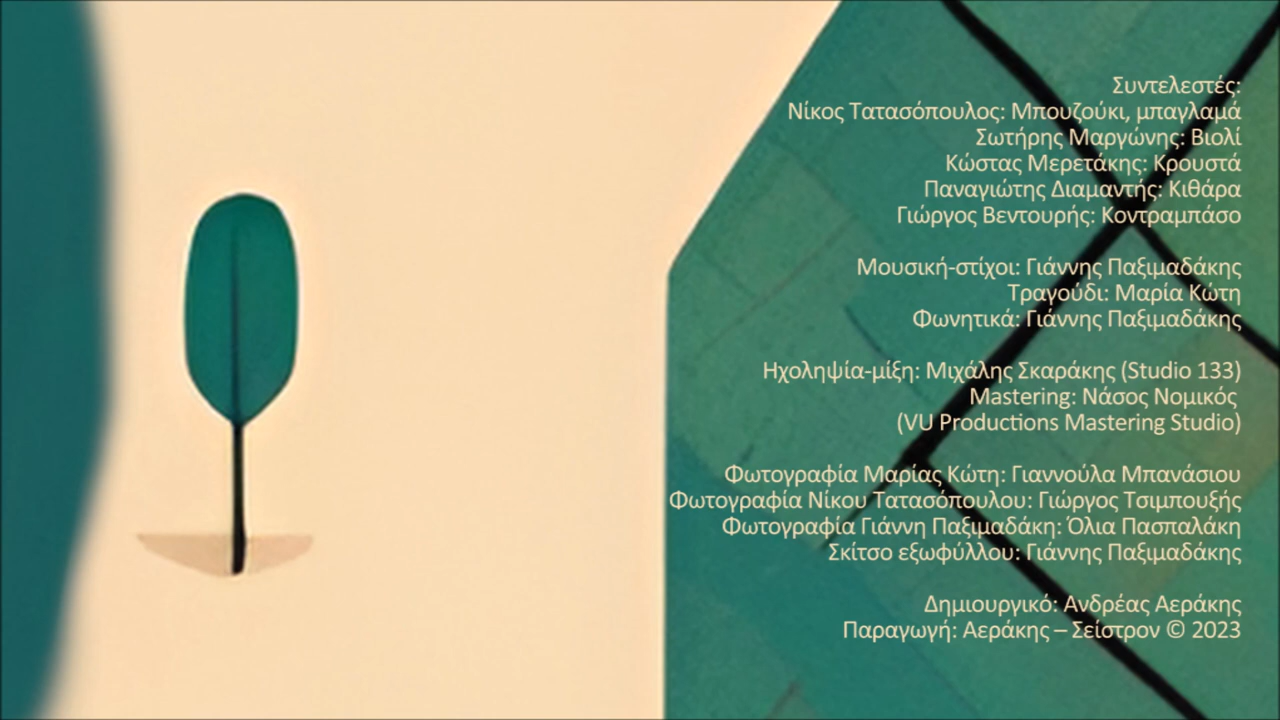 Συντελεστές:
Νίκος Τατασόπουλος: Μπουζούκι, μπαγλαμά
Σωτήρης Μαργώνης: Βιολί
Κώστας Μερετάκης: Κρουστά
Παναγιώτης Διαμαντής: Κιθάρα
Γιώργος Βεντουρής: Κοντραμπάσο
Μουσική-στίχοι: Γιάννης Παξιμαδάκης
Τραγούδι: Μαρία Κώτη
Φωνητικά: Γιάννης Παξιμαδάκης
Ηχοληψία-μίξη: Μιχάλης Σκαράκης (Studio 133)
Mastering: Νάσος Νομικός
(VU Productions Mastering Studio)
Φωτογραφία Μαρίας Κώτη: Γιαννούλα Μπανάσιου
Φωτογραφία Νίκου Τατασόπουλου: Γιώργος Τσιμπουξής
Φωτογραφία Γιάννη Παξιμαδάκη: Όλια Πασπαλάκη
Σκίτσο εξωφύλλου: Γιάννης Παξιμαδάκης
Δημιουργικό: Ανδρέας Αεράκης
Παραγωγή: Αεράκης – Σείστρον © 2023